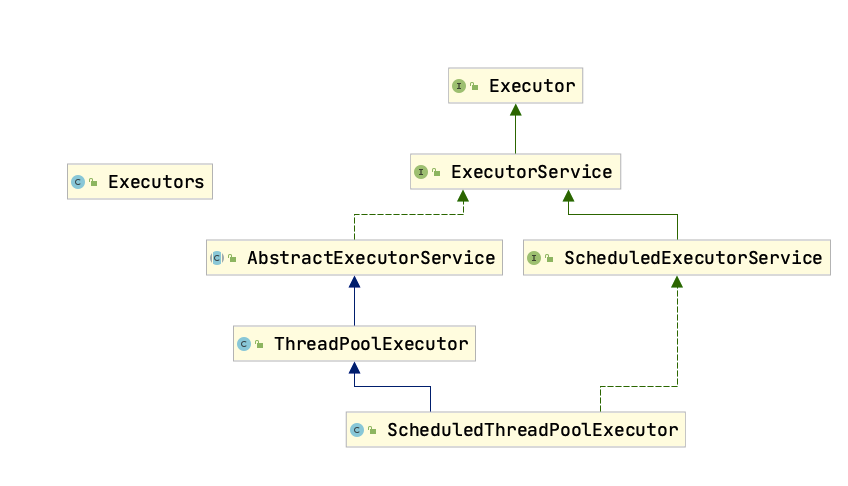 Executor
ExecutorService
Executors
AbstractExecutorService
ScheduledExecutorService
ThreadPoolExecutor
ScheduledThreadPoolExecutor